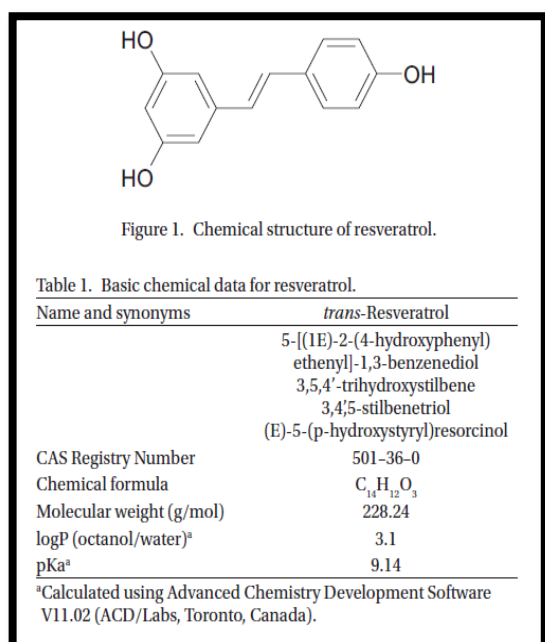 HO
OH
HO
Figure 1. Chemical structure of resveratrol.
Table 1. Basic chemical data for resveratrol.
Name and synonyms trans-Resveratrol
5-[(1E)-2-(4-hydroxyphenyl)
ethenyl]-1,3-benzenediol
3,5,4'-trihydroxystilbene
3,4',5-stilbenetriol
(E)-5-(p-hydroxystyryl)resorcinol
CAS Registry Number 501–36–0
Chemical formula C₁₄H₁₂O₃
Molecular weight (g/mol) 228.24
logP (octanol/water)ᵃ 3.1
pKaᵃ 9.14
ᵃCalculated using Advanced Chemistry Development Software
V11.02 (ACD/Labs, Toronto, Canada).